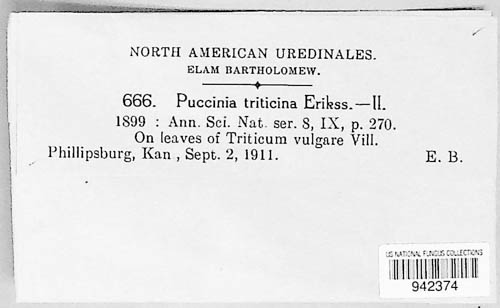 NORTH AMERICAN UREDINALES.
ELAM BARTHOLOMEW.
666. Puccinia triticina Erikss.—II.
1899 : Ann. Sci. Nat. ser. 8, IX, p. 270.
On leaves of Triticum vulgare Vill.
Phillipsburg, Kan , Sept. 2, 1911. E. B.
US NATIONAL FUNGUS COLLECTIONS
942374